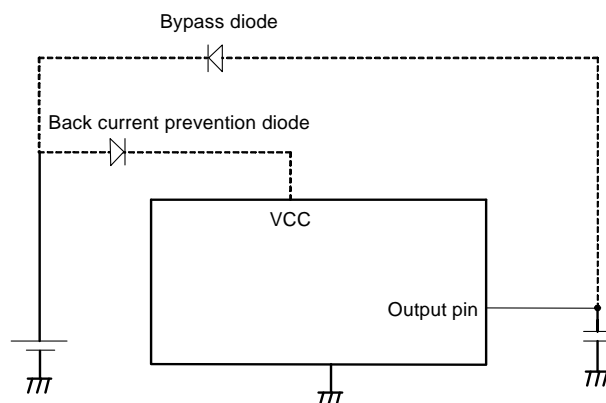 Bypass diode
Back current prevention diode
VCC
Output pin